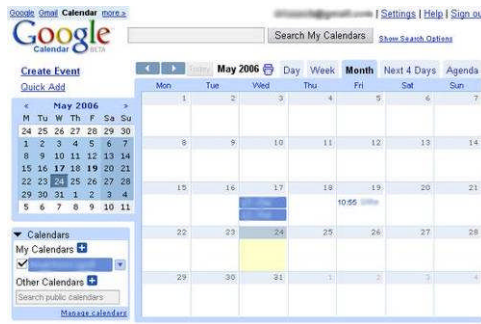 Google Gmail Calendar more »
Settings | Help | Sign ou
Google
Calendar BETA
Search My Calendars
Show Search Options
Create Event
Quick Add
Today May 2006 Day Week Month Next 4 Days Agenda
« May 2006 »
M Tu W Th F Sa Su
24 25 26 27 28 29 30
1 2 3 4 5 6 7
8 9 10 11 12 13 14
15 16 17 18 19 20 21
22 23 24 25 26 27 28
29 30 31 1 2 3 4
5 6 7 8 9 10 11
Calendars
My Calendars
Other Calendars
Search public calendars
Manage calendars
Mon Tue Wed Thu Fri Sat Sun
1 2 3 4 5 6 7
8 9 10 11 12 13 14
15 16 17 18 19 20 21
10:55
22 23 24 25 26 27 28
29 30 31 1 2 3 4